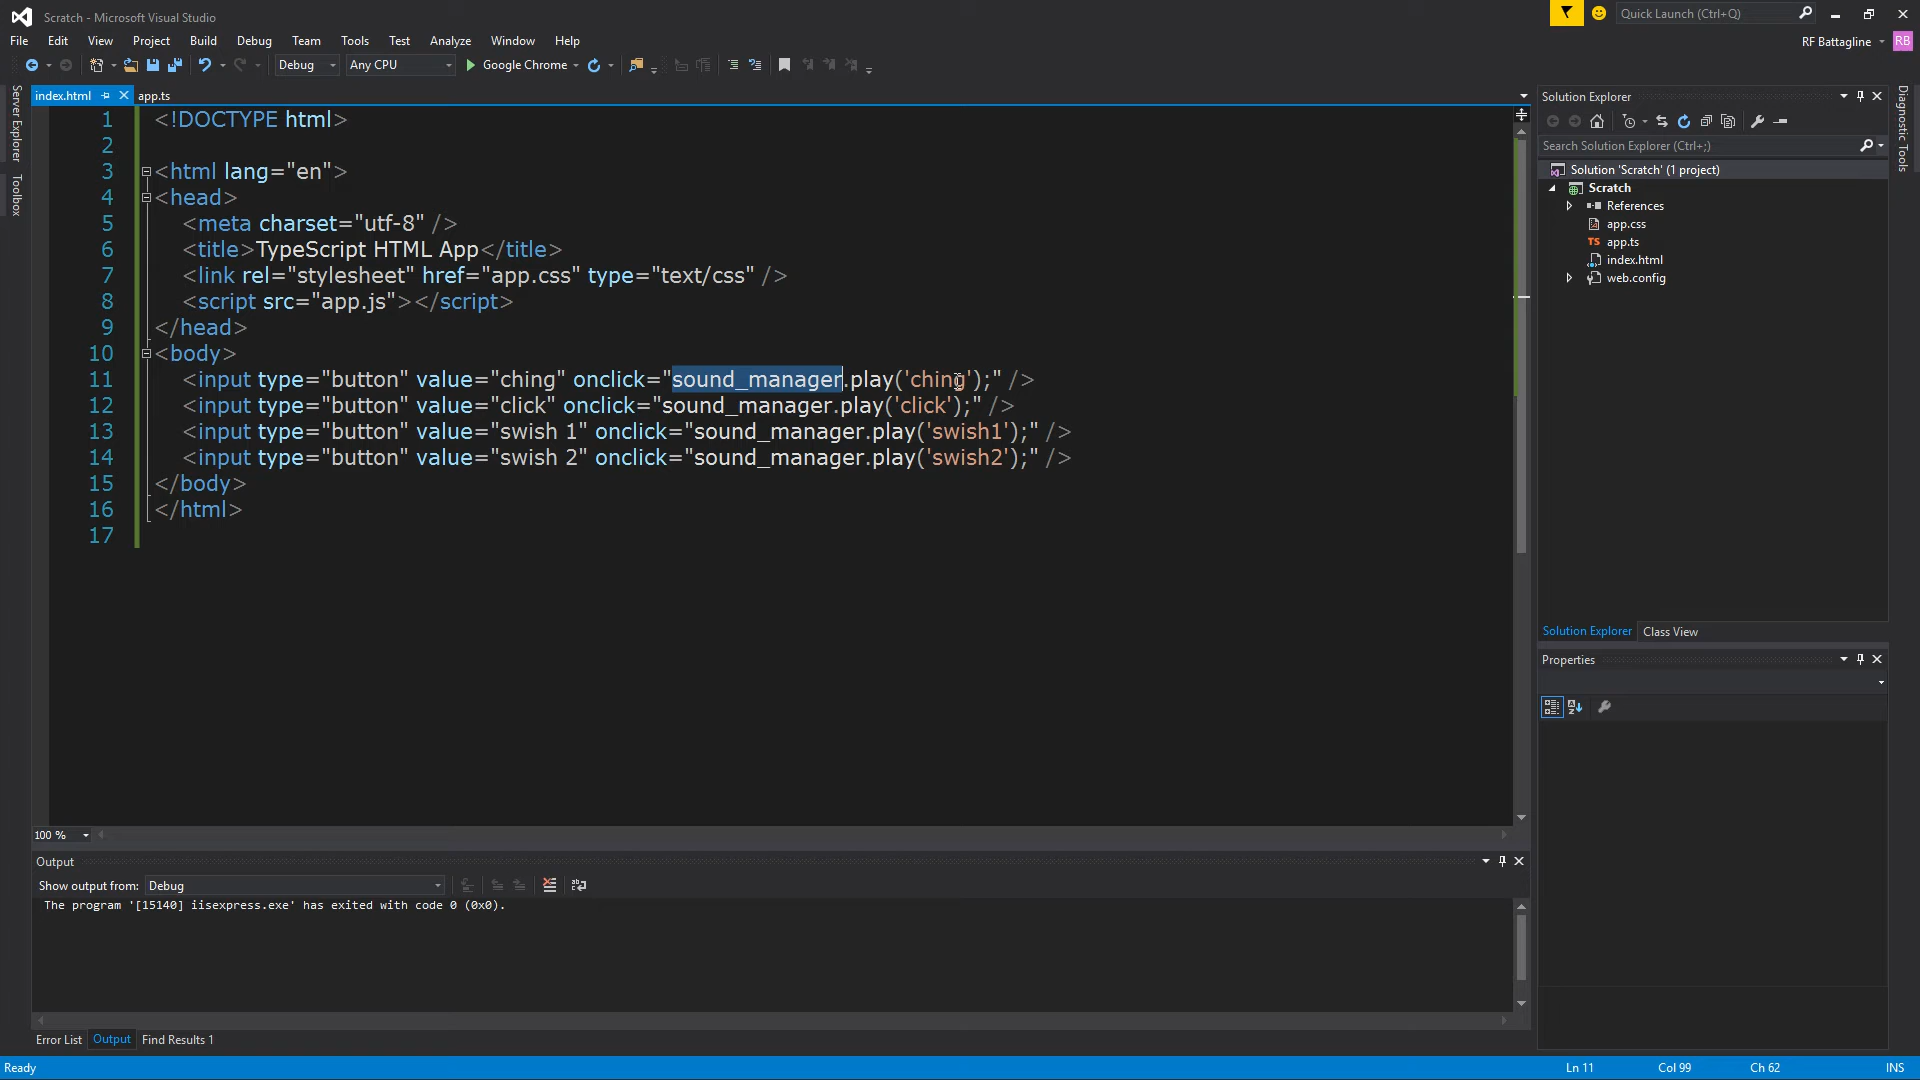 Scratch - Microsoft Visual Studio
Quick Launch (Ctrl+Q)
File Edit View Project Build Debug Team Tools Test Analyze Window Help
RF Battagline RB
Debug Any CPU Google Chrome
Server Explorer
Toolbox
index.html app.ts
1 <!DOCTYPE html>
2
3 <html lang="en">
4 <head>
5 <meta charset="utf-8" />
6 <title>TypeScript HTML App</title>
7 <link rel="stylesheet" href="app.css" type="text/css" />
8 <script src="app.js"></script>
9 </head>
10 <body>
11 <input type="button" value="ching" onclick="sound_manager.play('ching');" />
12 <input type="button" value="click" onclick="sound_manager.play('click');" />
13 <input type="button" value="swish 1" onclick="sound_manager.play('swish1');" />
14 <input type="button" value="swish 2" onclick="sound_manager.play('swish2');" />
15 </body>
16 </html>
17
100 %
Output
Show output from: Debug
The program '[15140] iisexpress.exe' has exited with code 0 (0x0).
Error List Output Find Results 1
Solution Explorer
Search Solution Explorer (Ctrl+;)
Solution 'Scratch' (1 project)
Scratch
References
app.css
TS app.ts
index.html
web.config
Solution Explorer Class View
Properties
Diagnostic Tools
Ready Ln 11 Col 99 Ch 62 INS